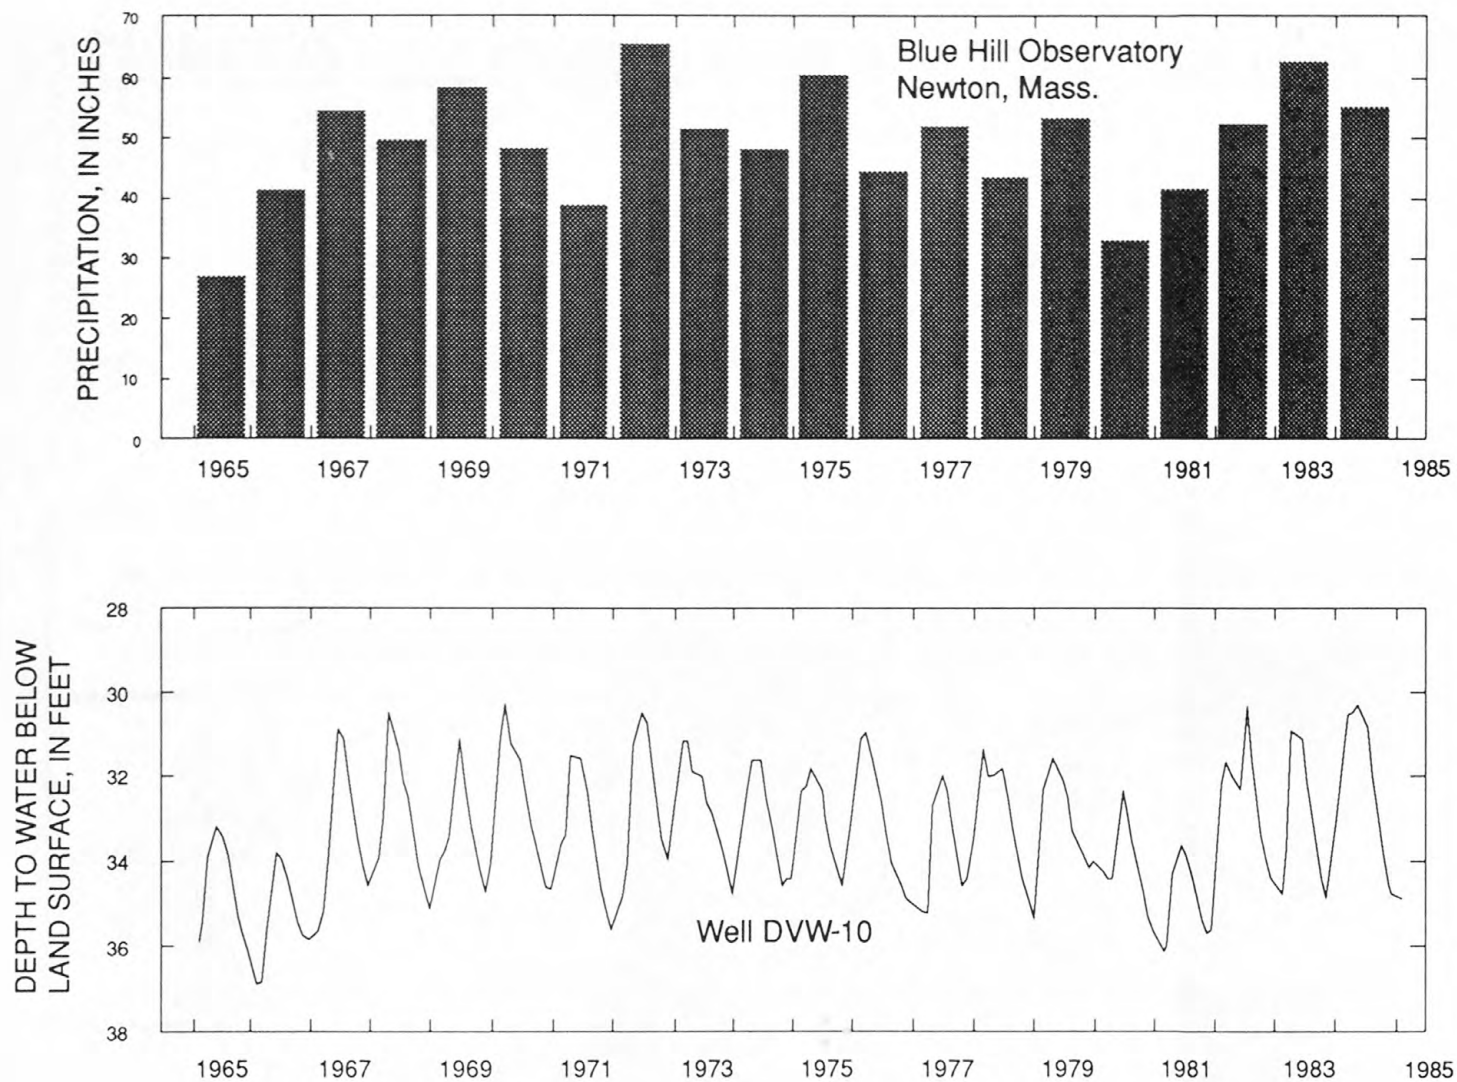 PRECIPITATION, IN INCHES
70
60
50
40
30
20
10
0
Blue Hill Observatory
Newton, Mass.
1965 1967 1969 1971 1973 1975 1977 1979 1981 1983 1985
DEPTH TO WATER BELOW
LAND SURFACE, IN FEET
28
30
32
34
36
38
Well DVW-10
1965 1967 1969 1971 1973 1975 1977 1979 1981 1983 1985